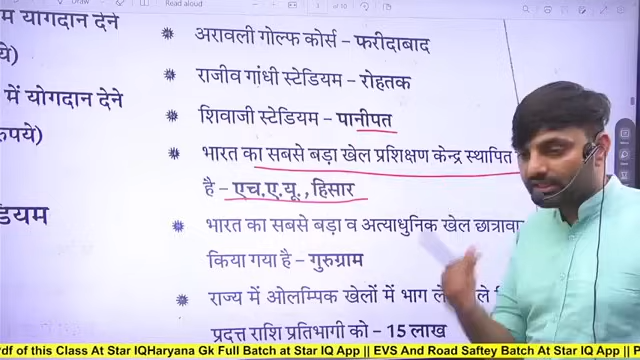 Read aloud
म योगदान देने
में योगदान देने
अरावली गोल्फ कोर्स – फरीदाबाद
राजीव गांधी स्टेडियम – रोहतक
शिवाजी स्टेडियम – पानीपत
भारत का सबसे बड़ा खेल प्रशिक्षण केन्द्र स्थापित
है – एच.ए.यू., हिसार
भारत का सबसे बड़ा व अत्याधुनिक खेल
किया गया है – गुरुग्राम
राज्य में ओलम्पिक खेलों में भाग
प्रदत्त राशि प्रतिभागी को – 15 लाख
df of this Class At Star IQHaryana Gk Full Batch at Star IQ App || EVS And Road Saftey Batch At Star IQ App || E